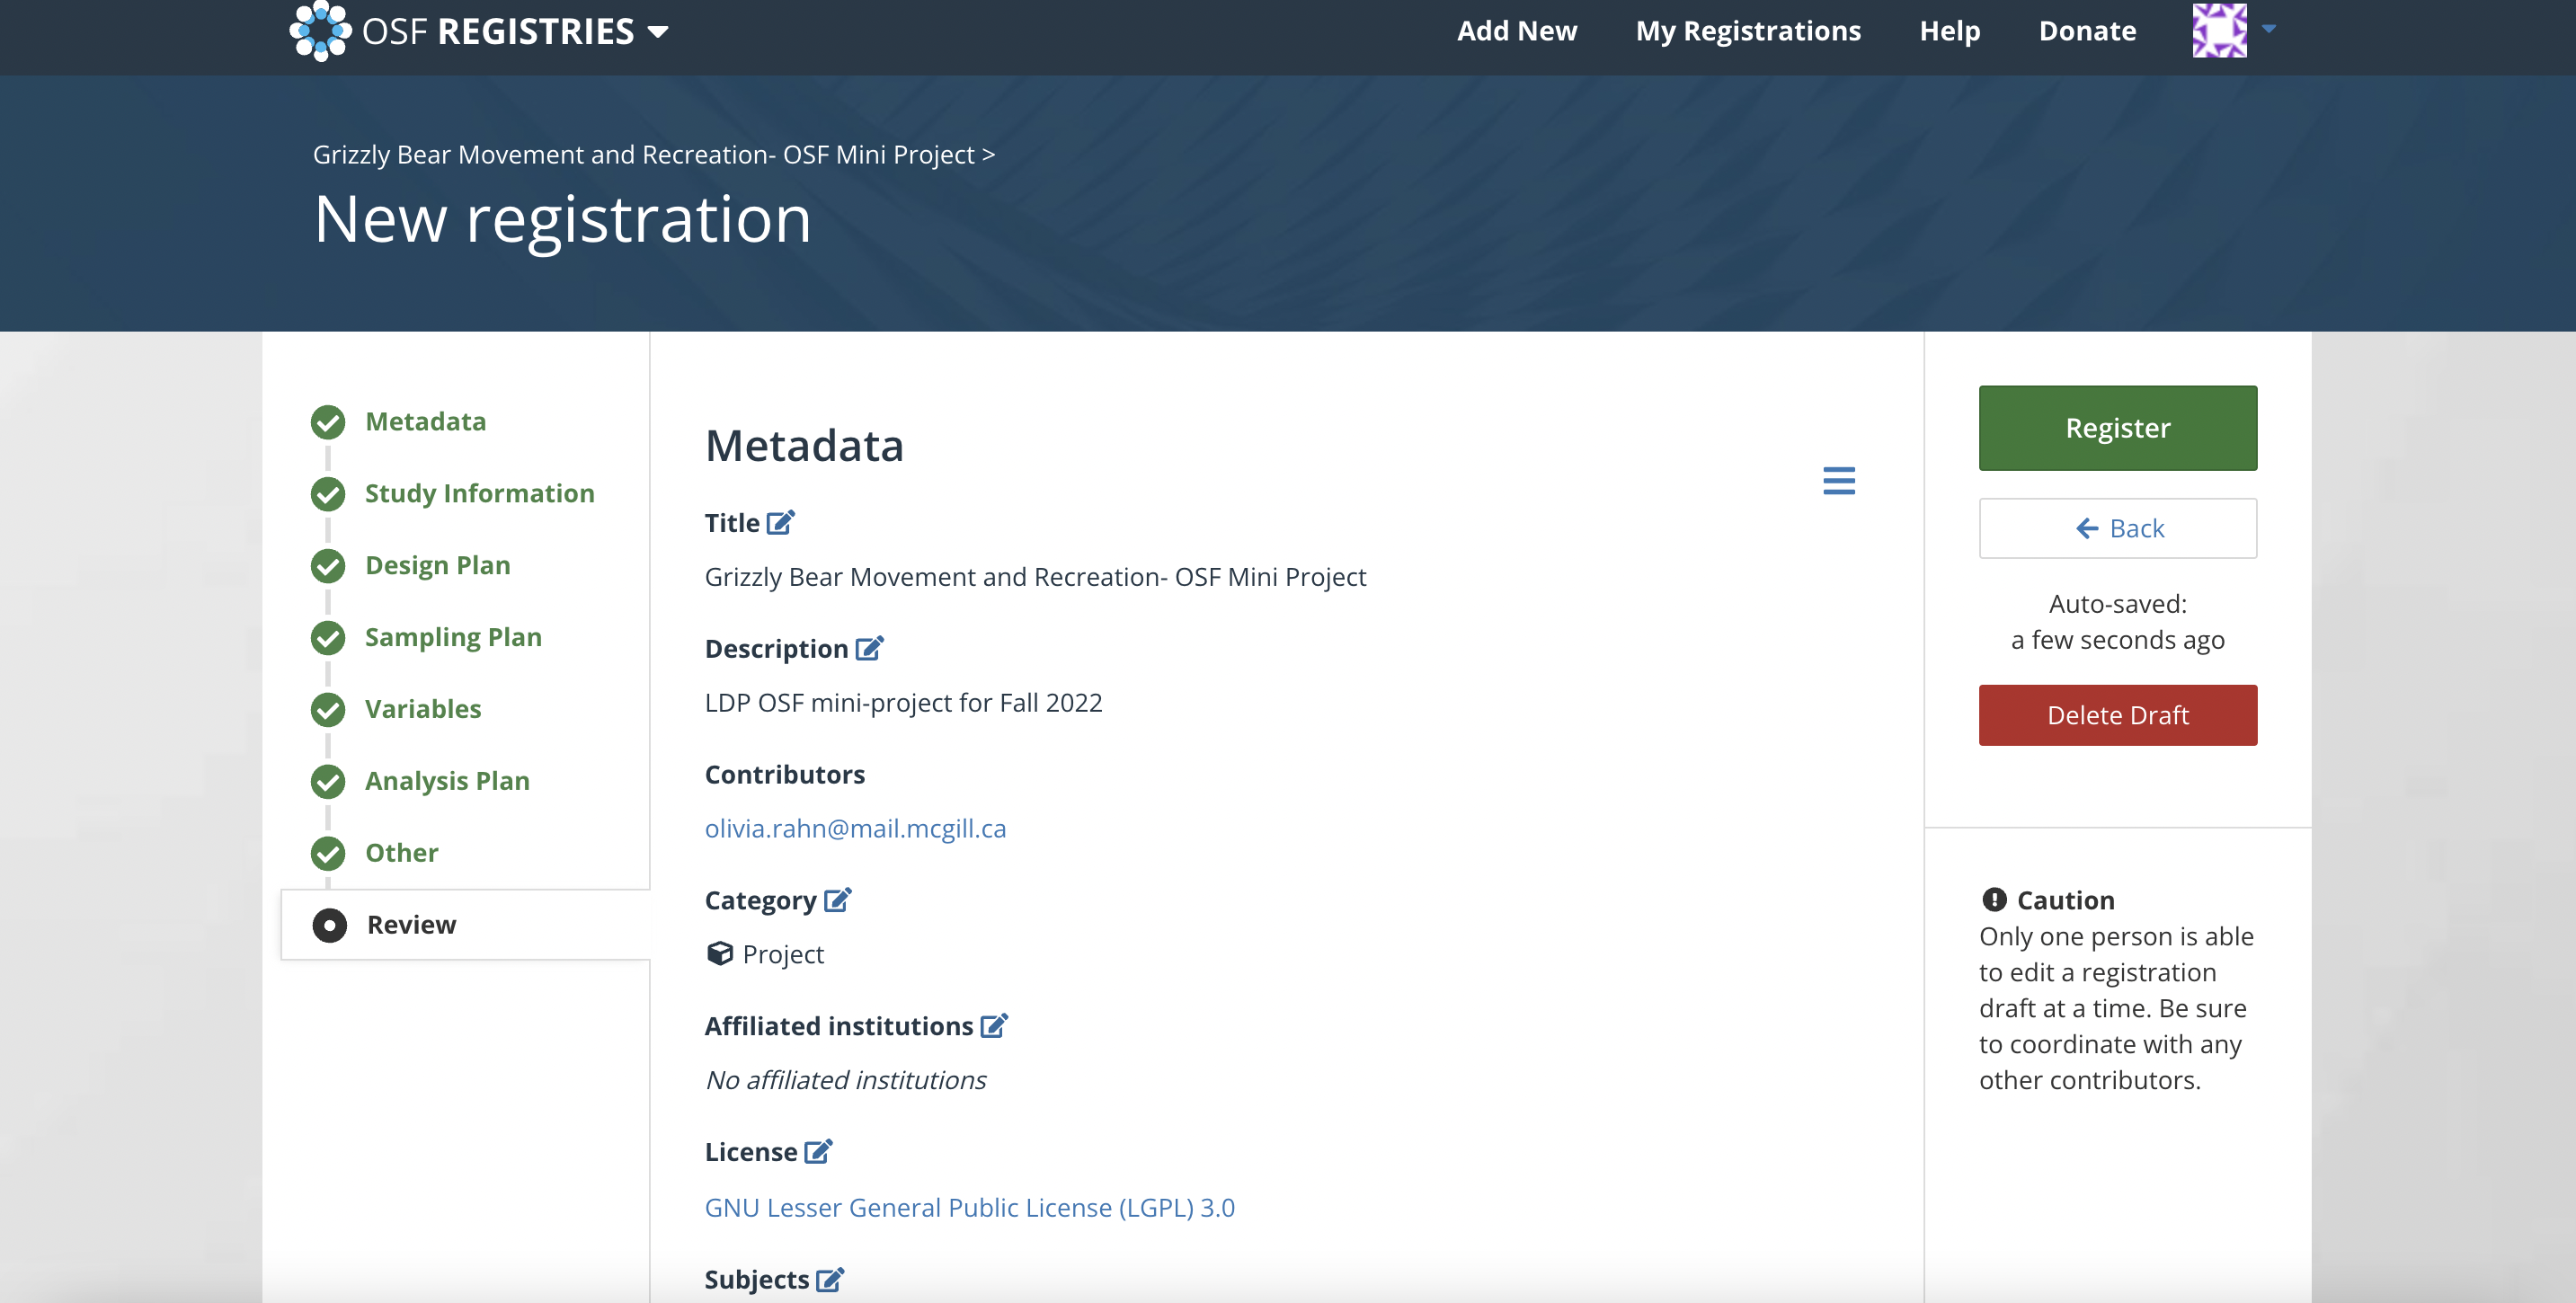 OSF REGISTRIES
Add New
My Registrations
Help
Donate
Grizzly Bear Movement and Recreation- OSF Mini Project >
New registration
Metadata
Study Information
Design Plan
Sampling Plan
Variables
Analysis Plan
Other
Review
Metadata
Title
Grizzly Bear Movement and Recreation- OSF Mini Project
Description
LDP OSF mini-project for Fall 2022
Contributors
olivia.rahn@mail.mcgill.ca
Category
Project
Affiliated institutions
No affiliated institutions
License
GNU Lesser General Public License (LGPL) 3.0
Subjects
Register
Back
Auto-saved:
a few seconds ago
Delete Draft
Caution
Only one person is able
to edit a registration
draft at a time. Be sure
to coordinate with any
other contributors.